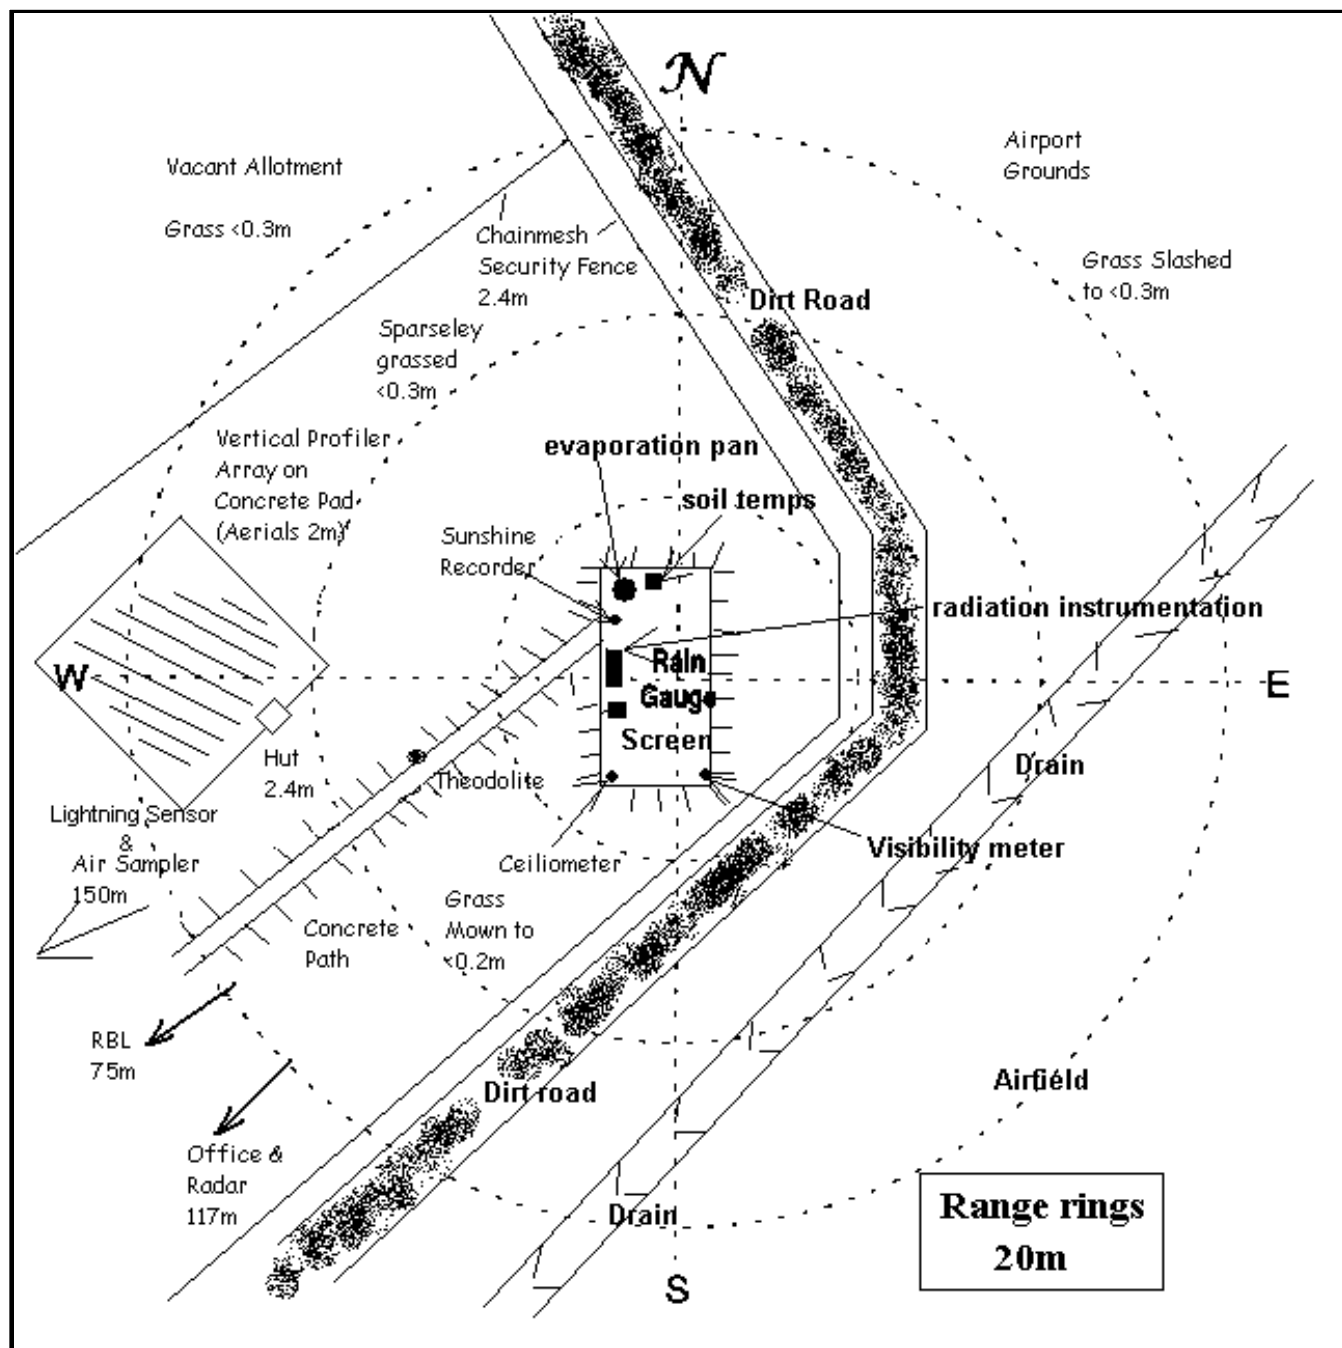 N
Vacant Allotment
Grass <0.3m
Airport
Grounds
Chainmesh
Security Fence
2.4m
Grass Slashed
to <0.3m
Dirt Road
Sparseley
grassed
<0.3m
Vertical Profiler
Array on
Concrete Pad
(Aerials 2m)
evaporation pan
soil temps
Sunshine
Recorder
radiation instrumentation
Rain
Gauge
Screen
W
E
Hut
2.4m
Theodolite
Drain
Lightning Sensor
&
Air Sampler
150m
Ceiliometer
Visibility meter
Grass
Mown to
<0.2m
Concrete
Path
RBL
75m
Dirt road
Airfield
Office &
Radar
117m
Drain
Range rings
20m
S